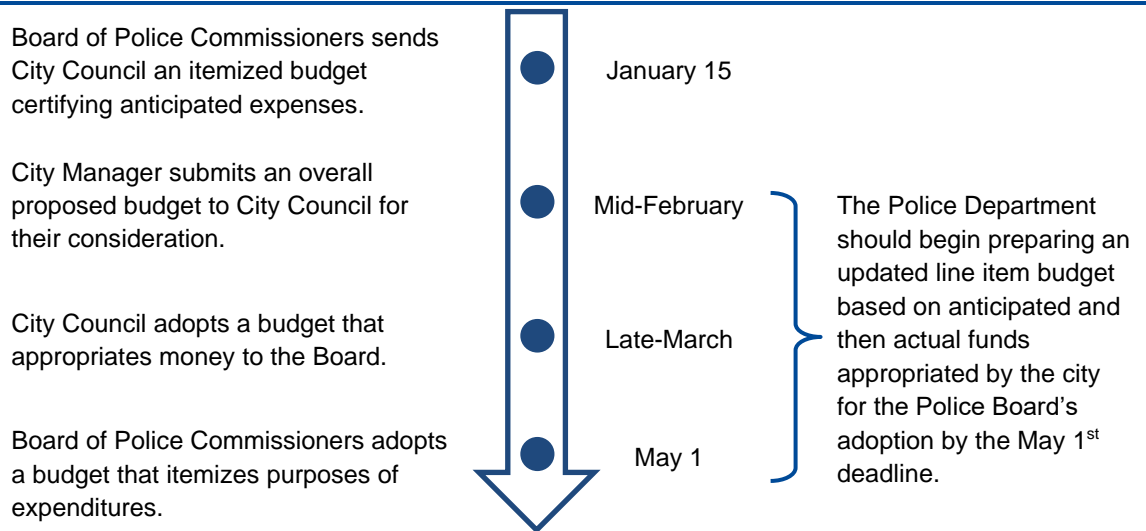 Board of Police Commissioners sends
City Council an itemized budget
certifying anticipated expenses.
January 15
City Manager submits an overall
proposed budget to City Council for
their consideration.
Mid-February
City Council adopts a budget that
appropriates money to the Board.
Late-March
Board of Police Commissioners adopts
a budget that itemizes purposes of
expenditures.
May 1
The Police Department
should begin preparing an
updated line item budget
based on anticipated and
then actual funds
appropriated by the city
for the Police Board’s
adoption by the May 1st
deadline.